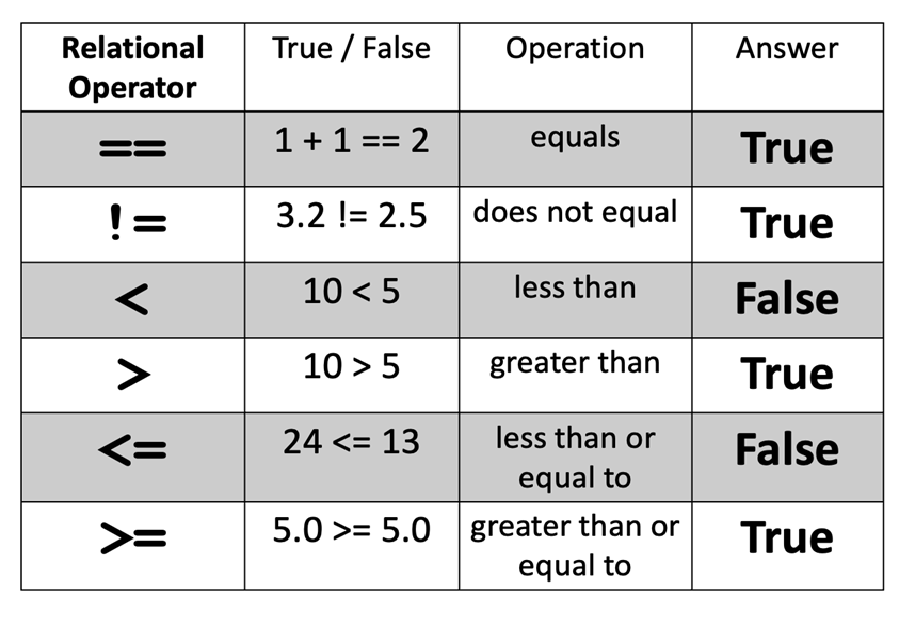 Relational Operator True / False Operation Answer
== 1 + 1 == 2 equals True
!= 3.2 != 2.5 does not equal True
< 10 < 5 less than False
> 10 > 5 greater than True
<= 24 <= 13 less than or equal to False
>= 5.0 >= 5.0 greater than or equal to True